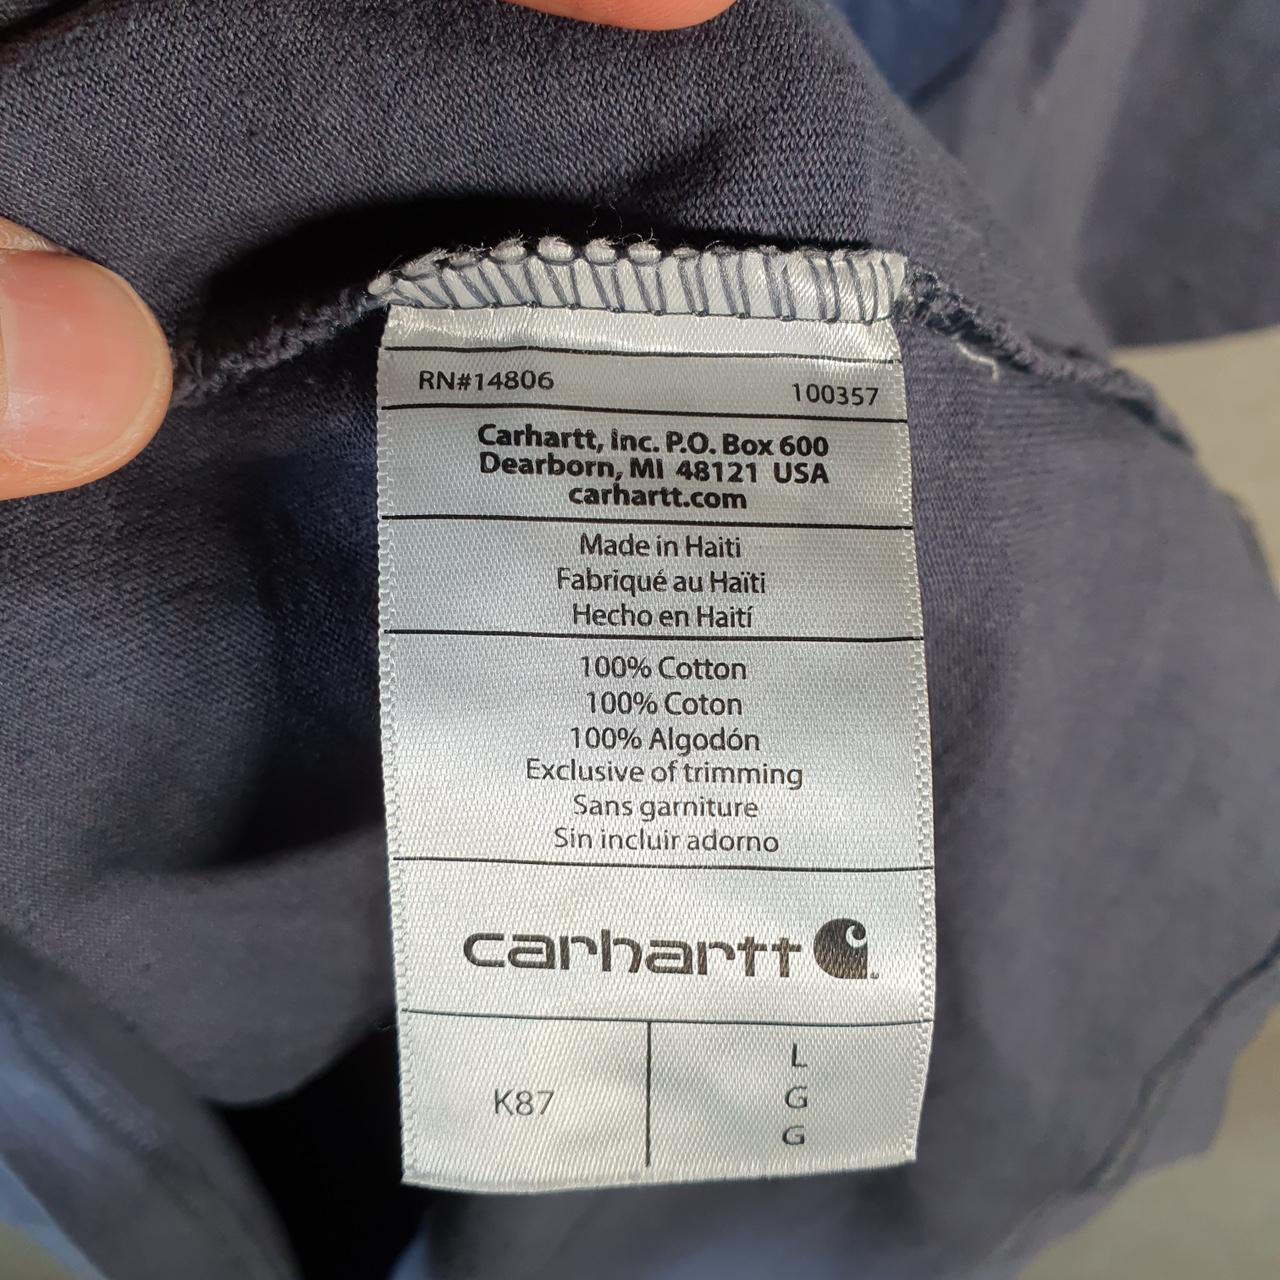 RN#14806 100357
Carhartt, Inc. P.O. Box 600
Dearborn, MI 48121 USA
carhartt.com
Made in Haiti
Fabriqué au Haïti
Hecho en Haití
100% Cotton
100% Coton
100% Algodón
Exclusive of trimming
Sans garniture
Sin incluir adorno
carhartt
K87 L
G
G